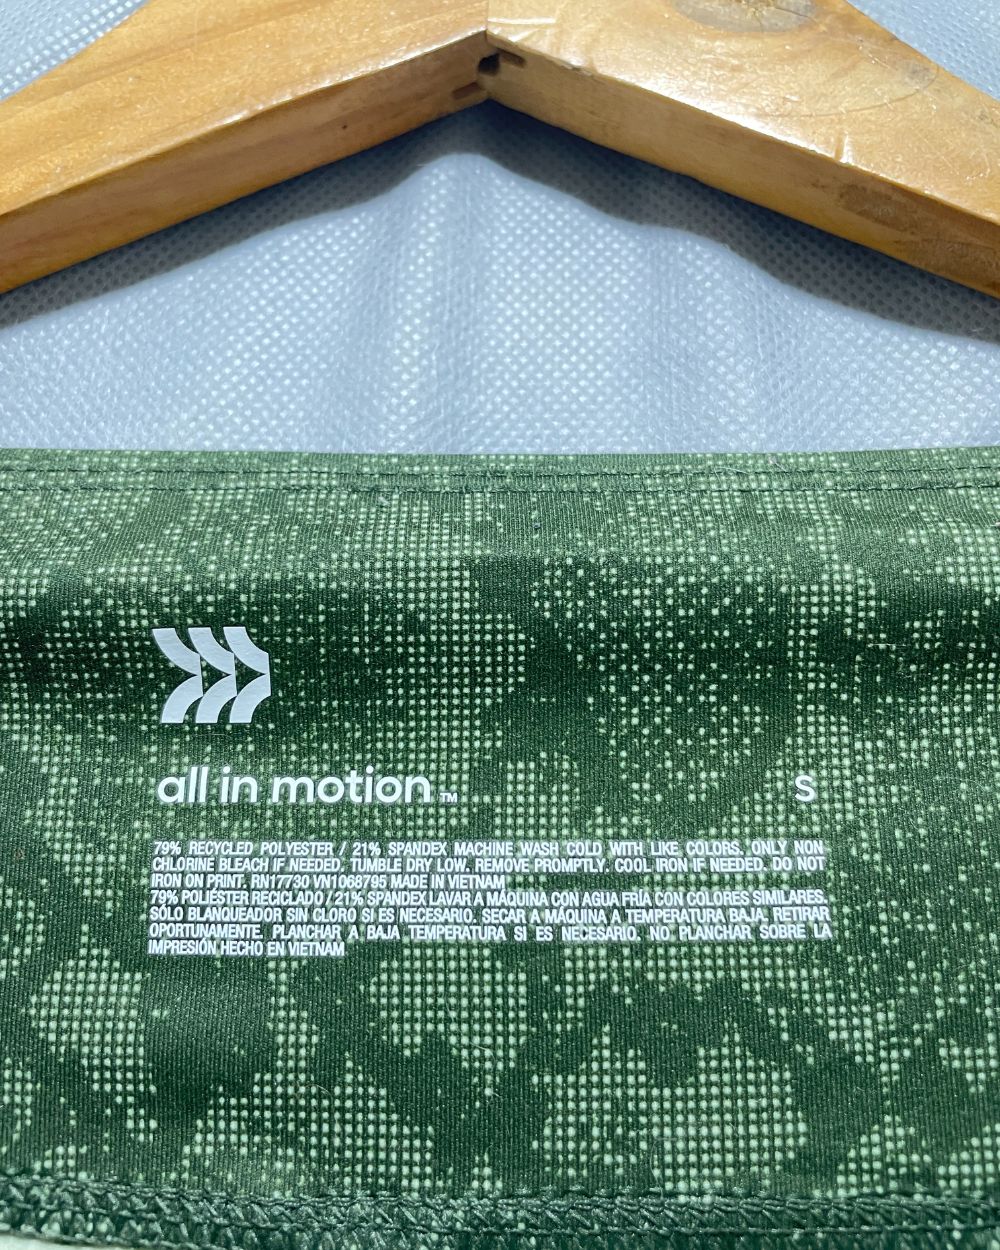 all in motion™ S
79% RECYCLED POLYESTER / 21% SPANDEX MACHINE WASH COLD WITH LIKE COLORS. ONLY NON
CHLORINE BLEACH IF NEEDED. TUMBLE DRY LOW. REMOVE PROMPTLY. COOL IRON IF NEEDED. DO NOT
IRON ON PRINT. RN17730 VN1068795 MADE IN VIETNAM
79% POLIÉSTER RECICLADO / 21% SPANDEX LAVAR A MÁQUINA CON AGUA FRÍA CON COLORES SIMILARES.
SÓLO BLANQUEADOR SIN CLORO SI ES NECESARIO. SECAR A MÁQUINA A TEMPERATURA BAJA. RETIRAR
OPORTUNAMENTE. PLANCHAR A BAJA TEMPERATURA SI ES NECESARIO. NO PLANCHAR SOBRE LA
IMPRESIÓN HECHO EN VIETNAM